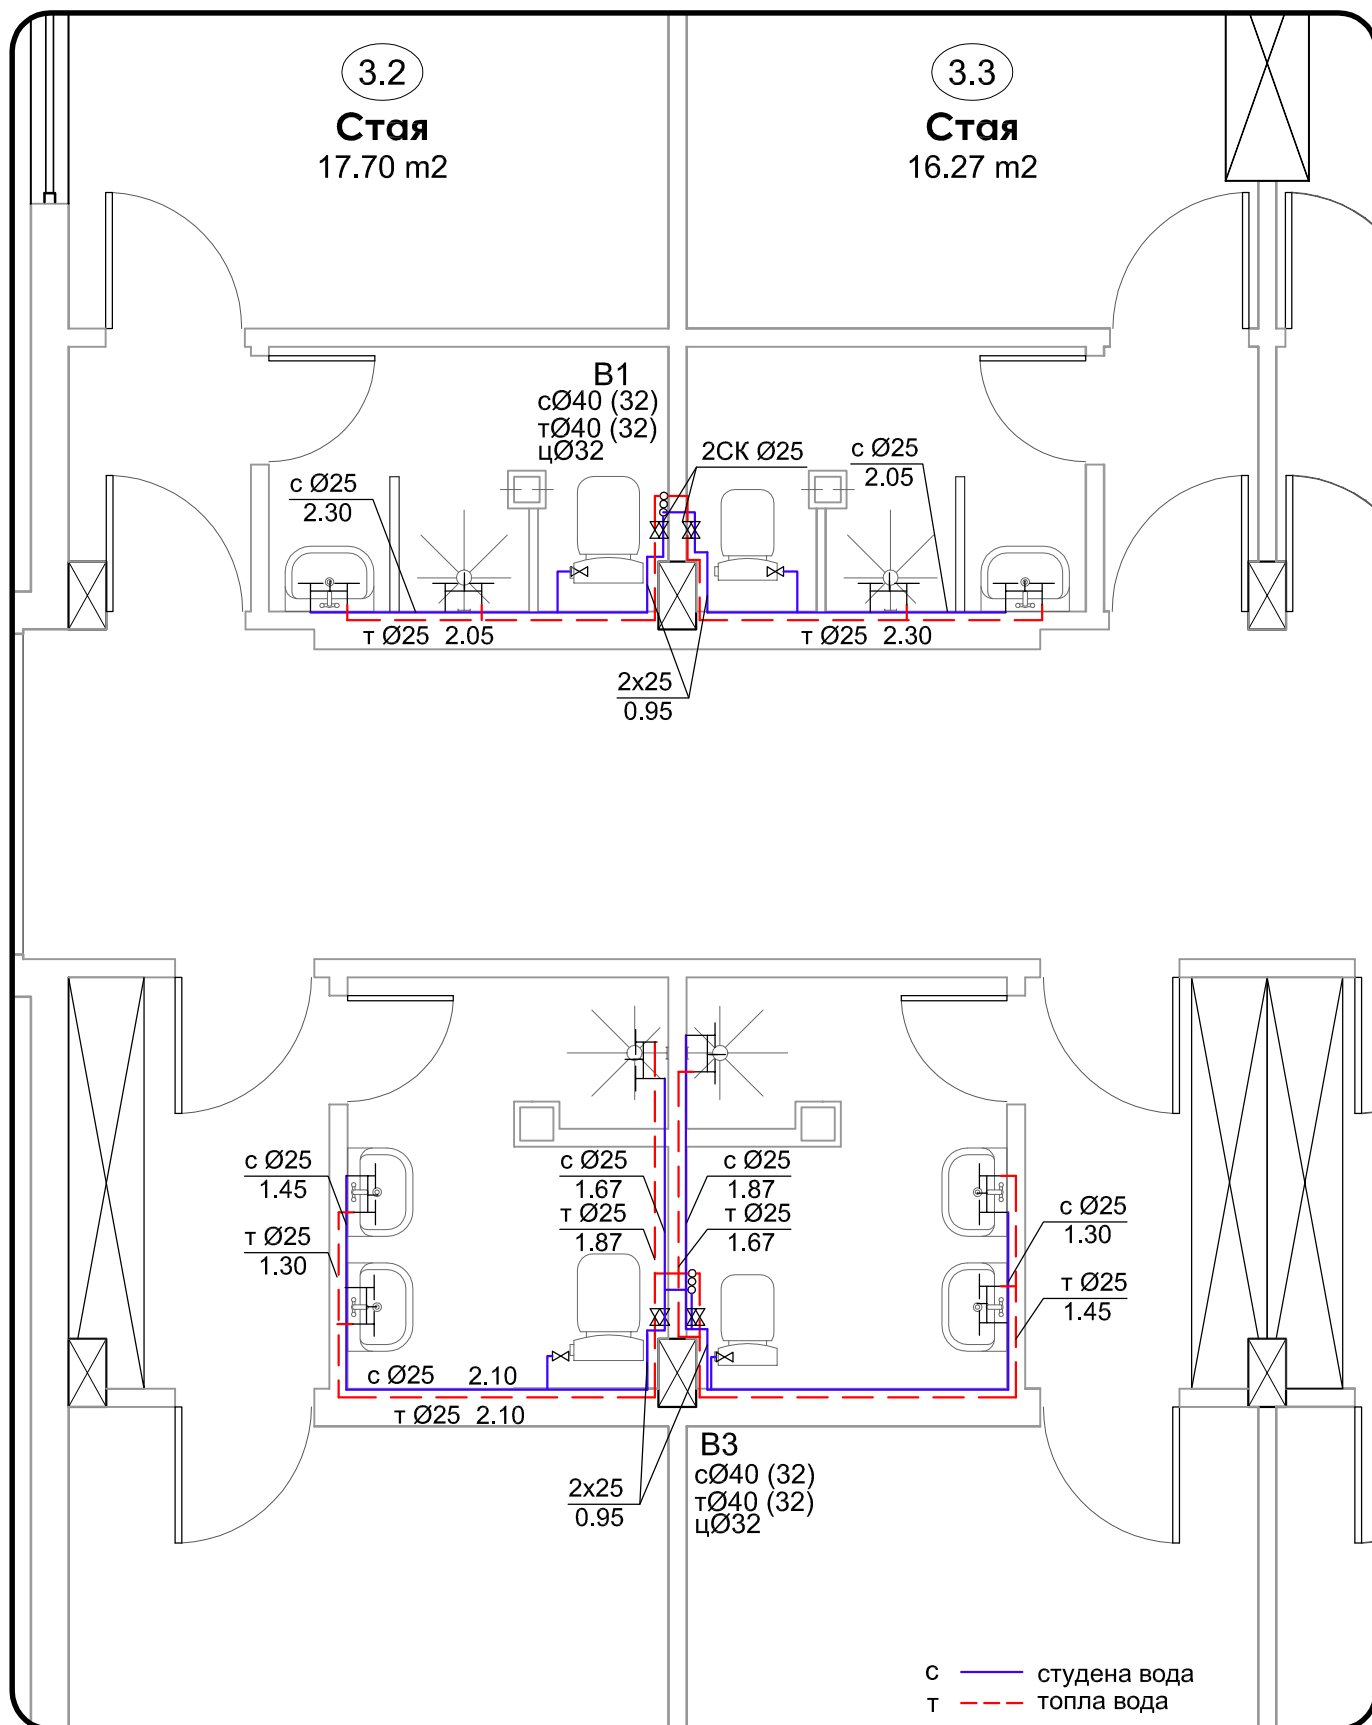 3.2
Стая
17.70 m2
3.3
Стая
16.27 m2
В1
сØ40 (32)
тØ40 (32)
цØ32
2СК Ø25
с Ø25
2.05
с Ø25
2.30
т Ø25 2.05
т Ø25 2.30
2x25
0.95
с Ø25
1.45
т Ø25
1.30
с Ø25
1.67
т Ø25
1.87
с Ø25
1.87
т Ø25
1.67
с Ø25
1.30
т Ø25
1.45
с Ø25 2.10
т Ø25 2.10
2x25
0.95
В3
сØ40 (32)
тØ40 (32)
цØ32
с студена вода
т топла вода